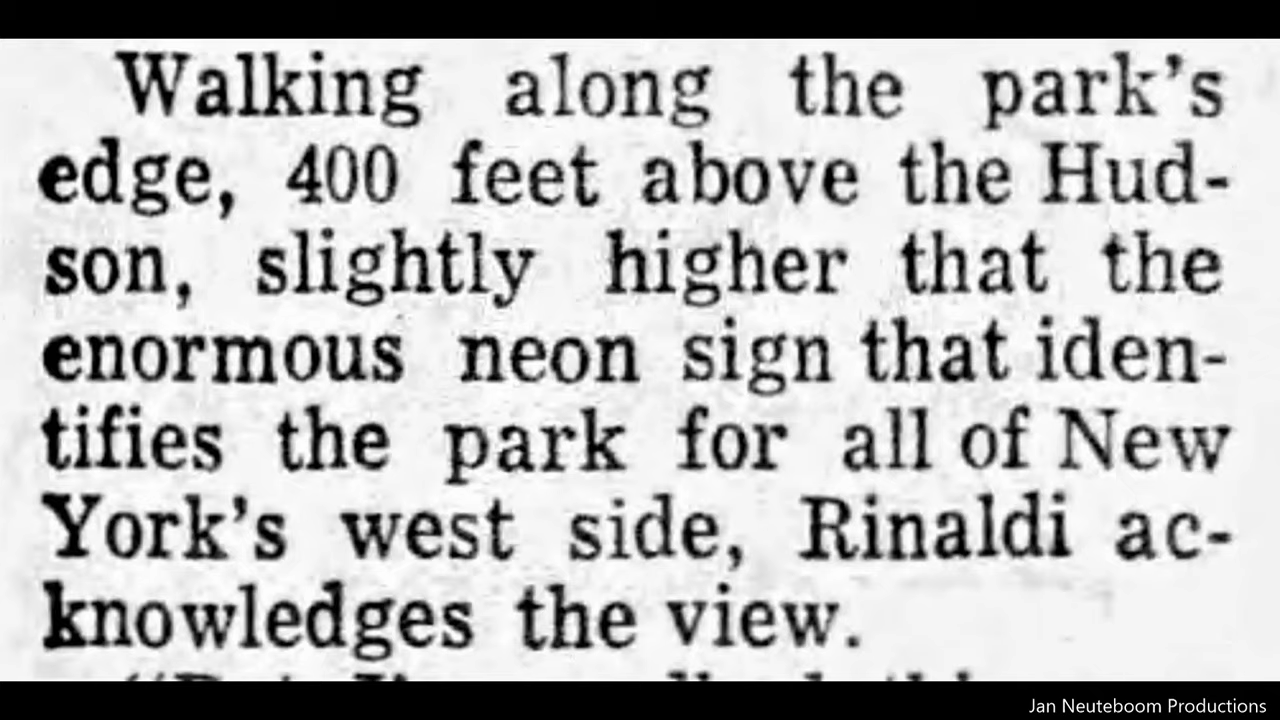 Walking along the park's
edge, 400 feet above the Hud-
son, slightly higher that the
enormous neon sign that iden-
tifies the park for all of New
York's west side, Rinaldi ac-
knowledges the view.
Jan Neuteboom Productions